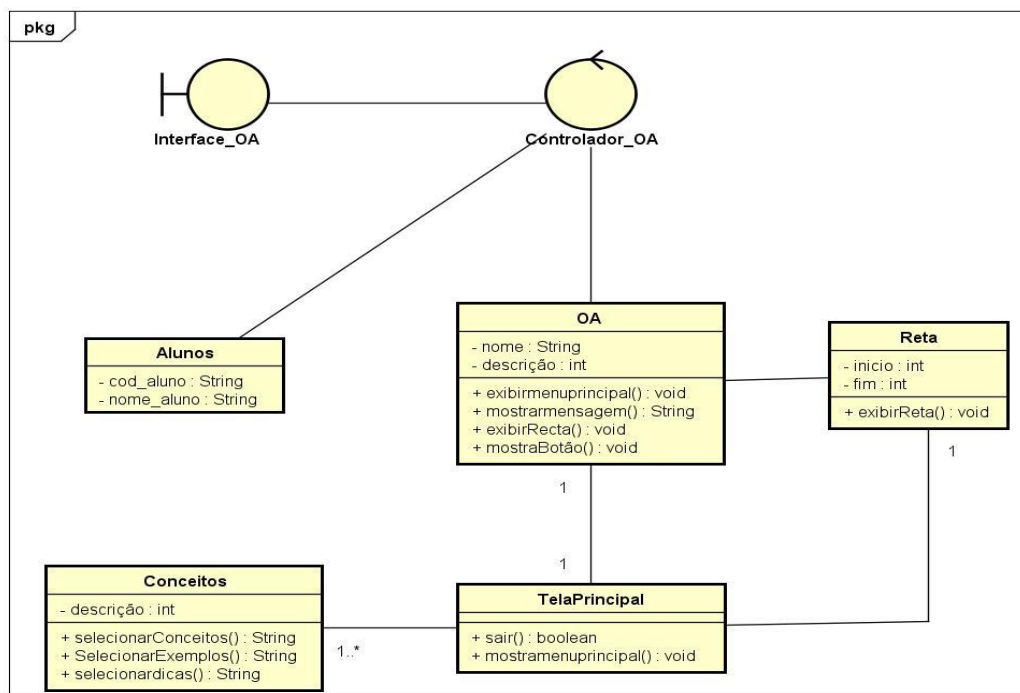 pkg
Interface_OA
Controlador_OA
Alunos
- cod_aluno : String
- nome_aluno : String
OA
- nome : String
- descrição : int
+ exibirmenuprincipal() : void
+ mostrarmensagem() : String
+ exibirRecta() : void
+ mostraBotão() : void
Reta
- inicio : int
- fim : int
+ exibirReta() : void
1
1
1
Conceitos
- descrição : int
+ selecionarConceitos() : String
+ SelecionarExemplos() : String
+ selecionardicas() : String
1..*
TelaPrincipal
+ sair() : boolean
+ mostramenuprincipal() : void